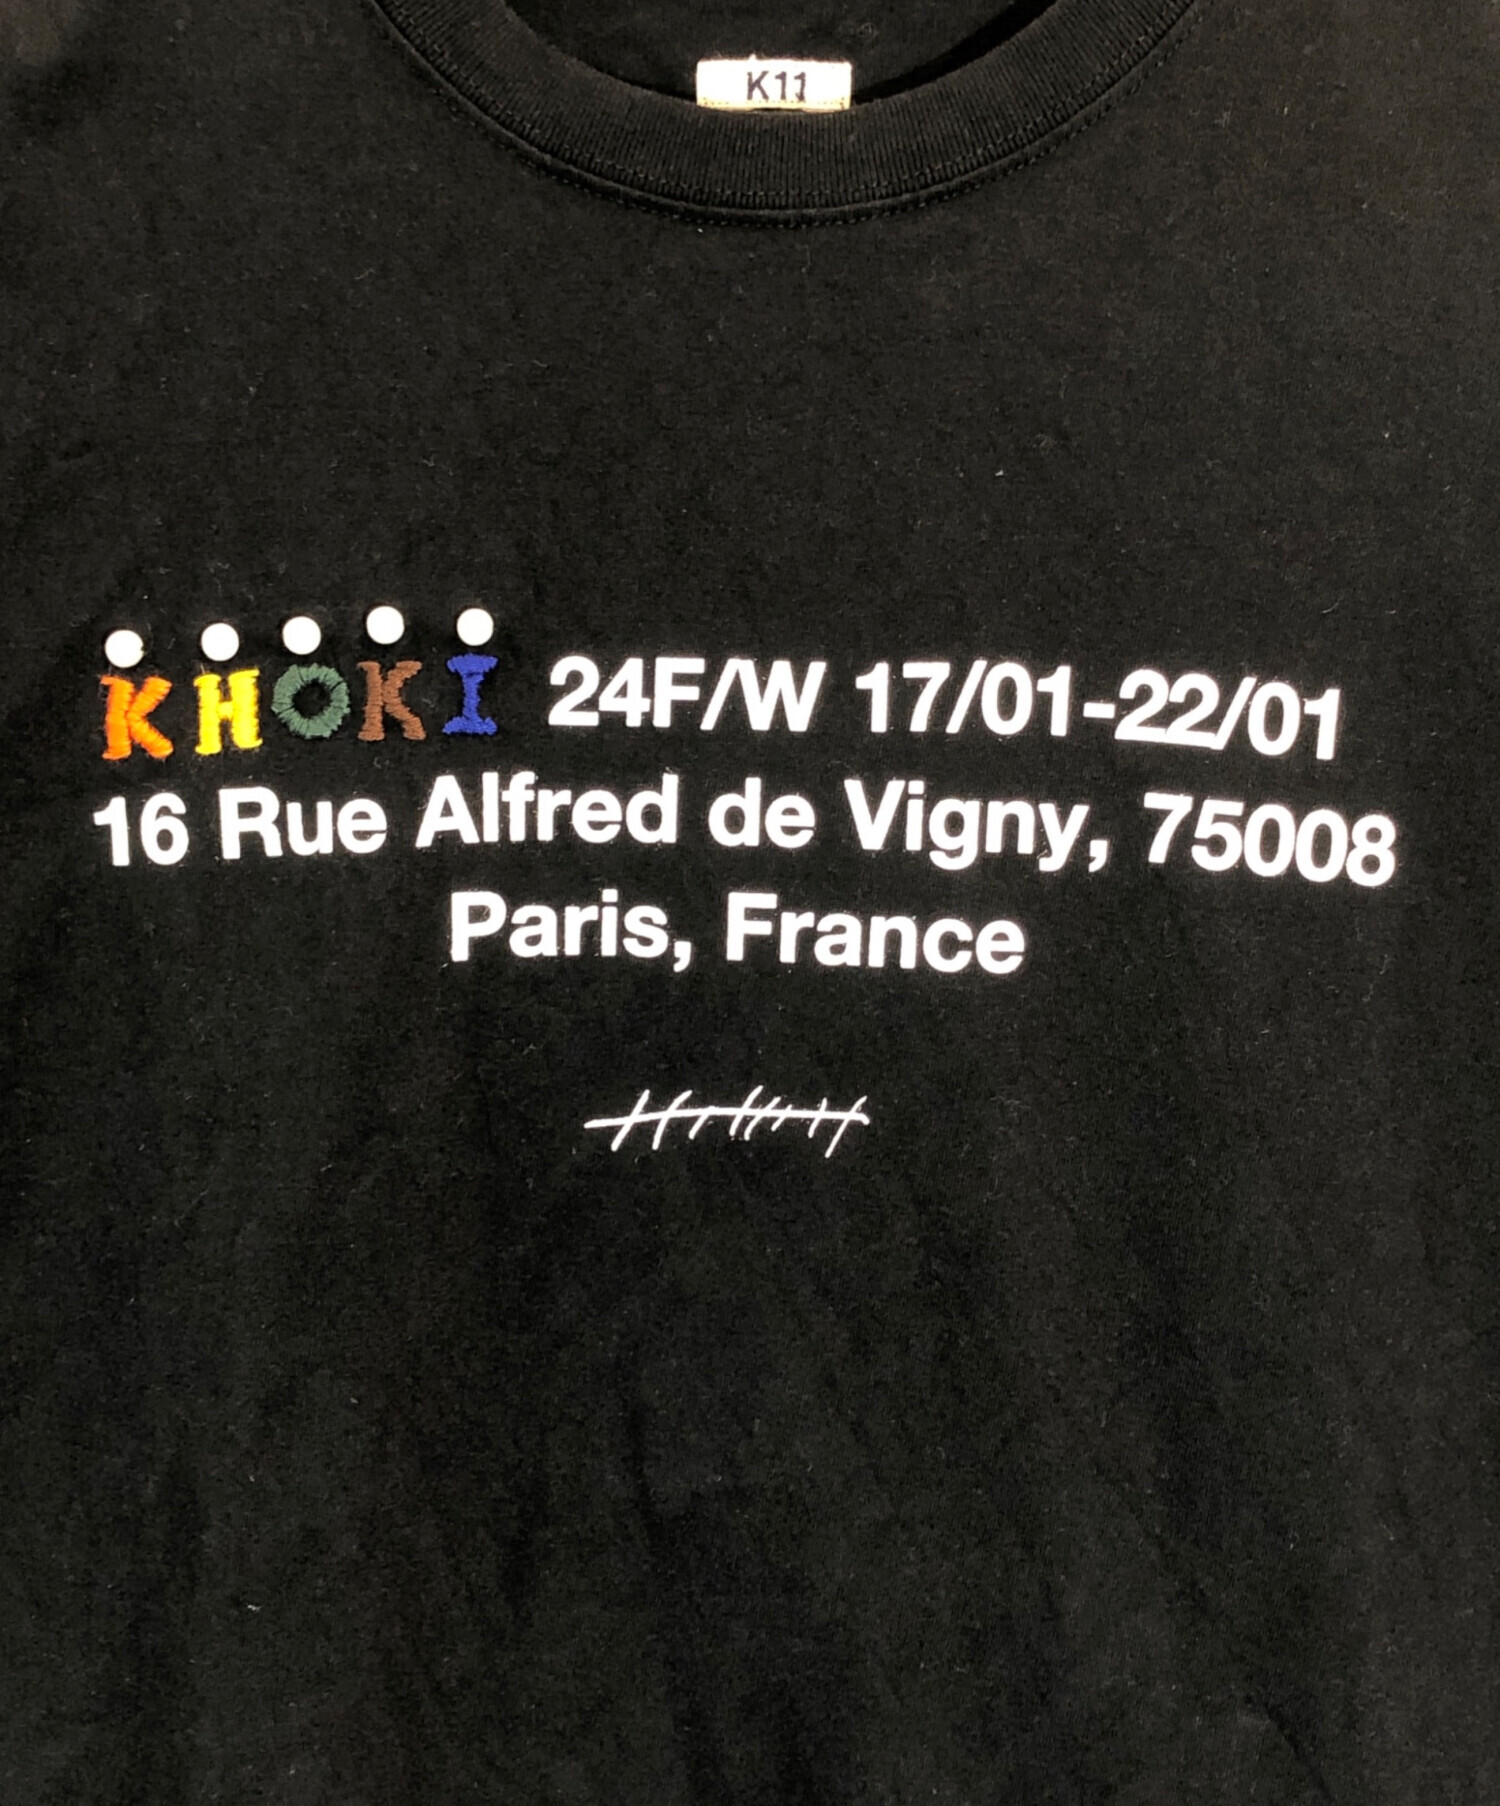 K11
KHOKI 24F/W 17/01-22/01
16 Rue Alfred de Vigny, 75008
Paris, France